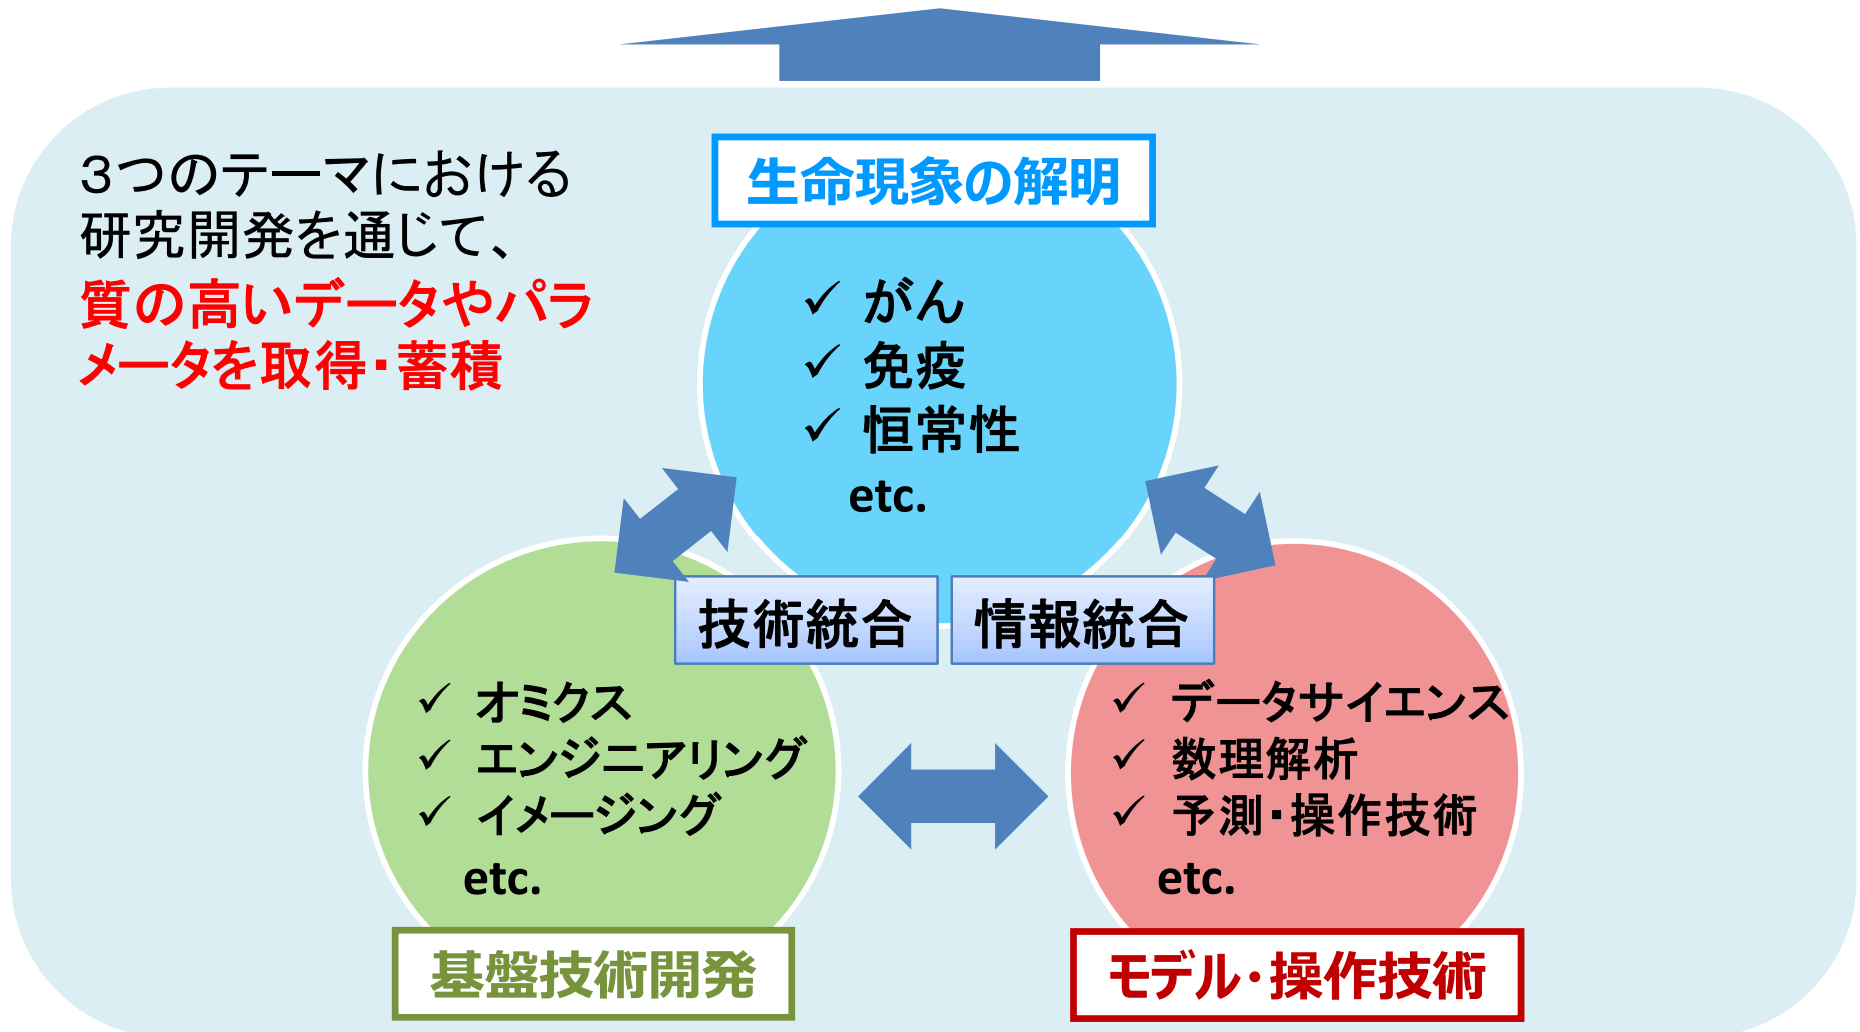 ３つのテーマにおける
研究開発を通じて、
質の高いデータやパラ
メータを取得・蓄積
生命現象の解明
✓ がん
✓ 免疫
✓ 恒常性
etc.
技術統合
情報統合
✓ オミクス
✓ エンジニアリング
✓ イメージング
etc.
基盤技術開発
✓ データサイエンス
✓ 数理解析
✓ 予測・操作技術
etc.
モデル・操作技術